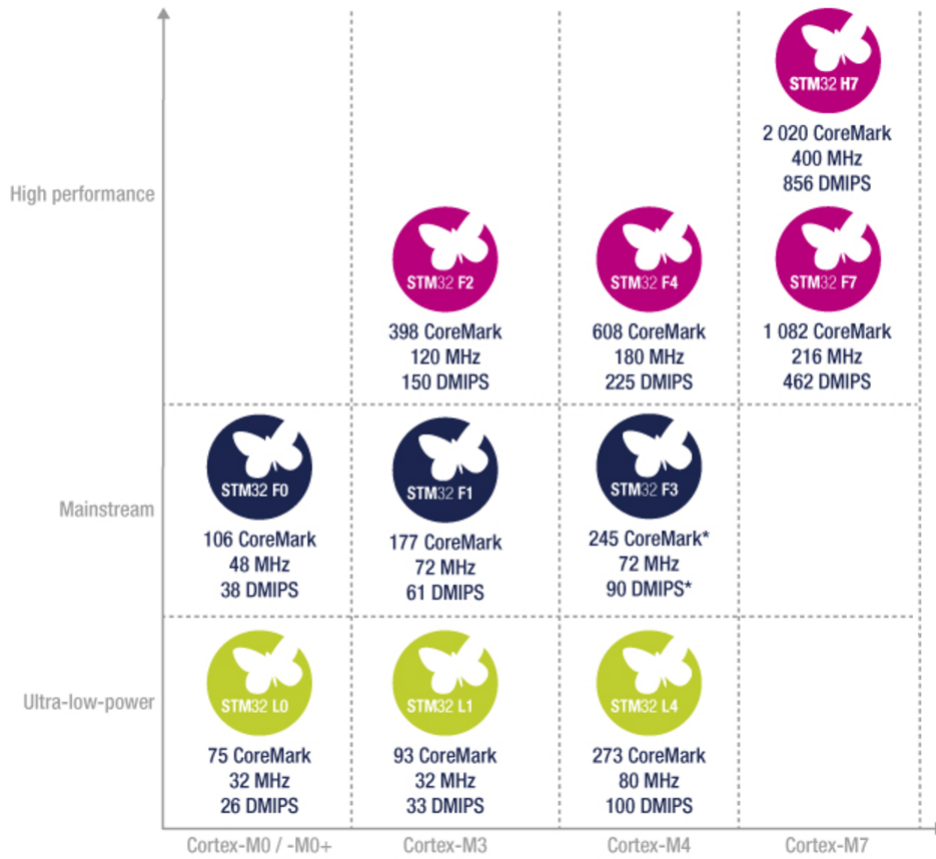 STM32 H7
2 020 CoreMark
400 MHz
856 DMIPS
High performance
STM32 F2
398 CoreMark
120 MHz
150 DMIPS
STM32 F4
608 CoreMark
180 MHz
225 DMIPS
STM32 F7
1 082 CoreMark
216 MHz
462 DMIPS
Mainstream
STM32 F0
106 CoreMark
48 MHz
38 DMIPS
STM32 F1
177 CoreMark
72 MHz
61 DMIPS
STM32 F3
245 CoreMark*
72 MHz
90 DMIPS*
Ultra-low-power
STM32 L0
75 CoreMark
32 MHz
26 DMIPS
STM32 L1
93 CoreMark
32 MHz
33 DMIPS
STM32 L4
273 CoreMark
80 MHz
100 DMIPS
Cortex-M0 / -M0+
Cortex-M3
Cortex-M4
Cortex-M7